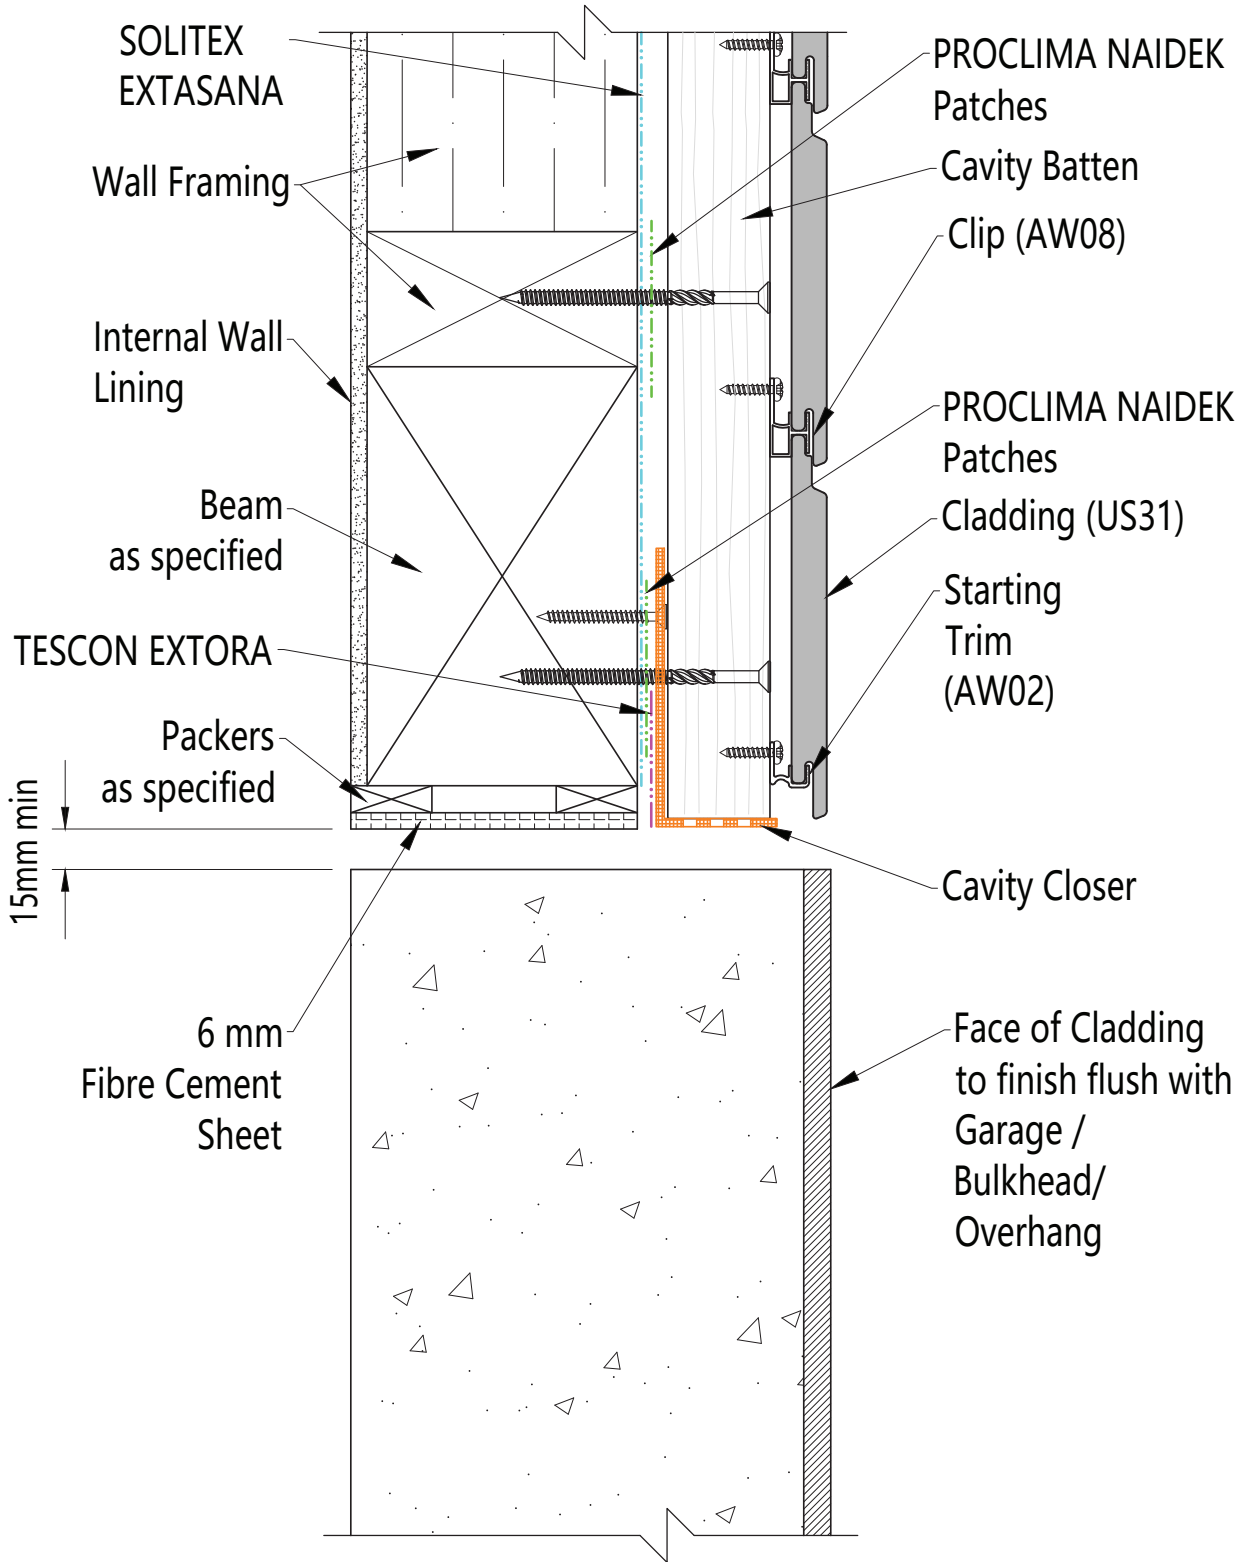 SOLITEX
EXTASANA
Wall Framing
Internal Wall
Lining
Beam
as specified
TESCON EXTORA
Packers
as specified
15mm min
6 mm
Fibre Cement
Sheet
PROCLIMA NAIDEK
Patches
Cavity Batten
Clip (AW08)
PROCLIMA NAIDEK
Patches
Cladding (US31)
Starting
Trim
(AW02)
Cavity Closer
Face of Cladding
to finish flush with
Garage /
Bulkhead/
Overhang